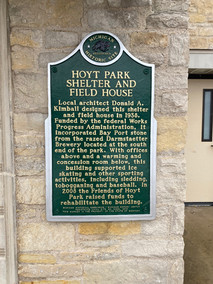 MICHIGAN
HISTORIC SITE
HOYT PARK
SHELTER AND
FIELD HOUSE
Local architect Donald A.
Kimball designed this shelter
and field house in 1938.
Funded by the federal Works
Progress Administration, it
incorporated Bay Port stone
from the razed Darmstaetter
Brewery located at the south
end of the park. With offices
above and a warming and
concession room below, this
building supported ice
skating and other sporting
activities, including sledding,
tobogganing and baseball. In
2005 the Friends of Hoyt
Park raised funds to
rehabilitate the building.